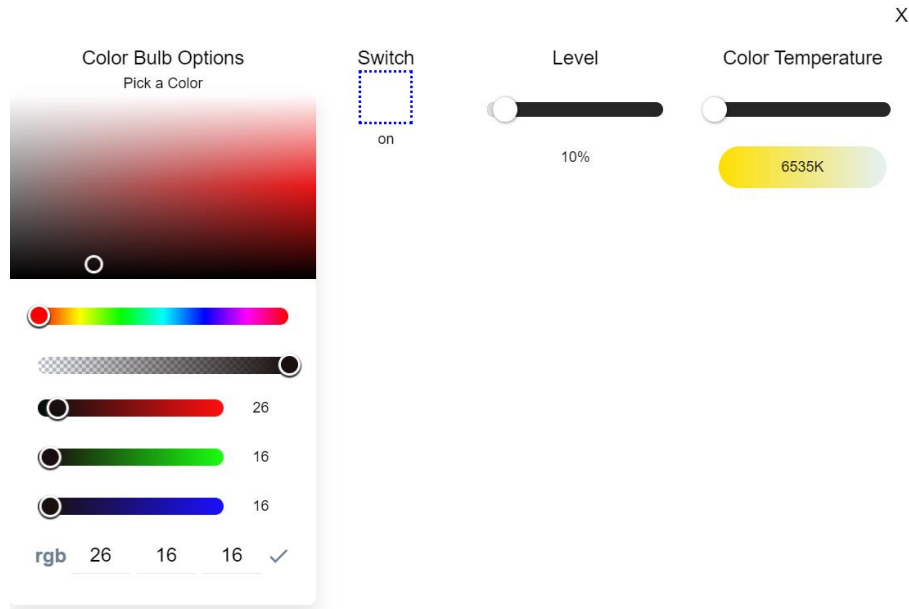 X
Color Bulb Options
Pick a Color
26
16
16
rgb 26 16 16
Switch
on
Level
10%
Color Temperature
6535K